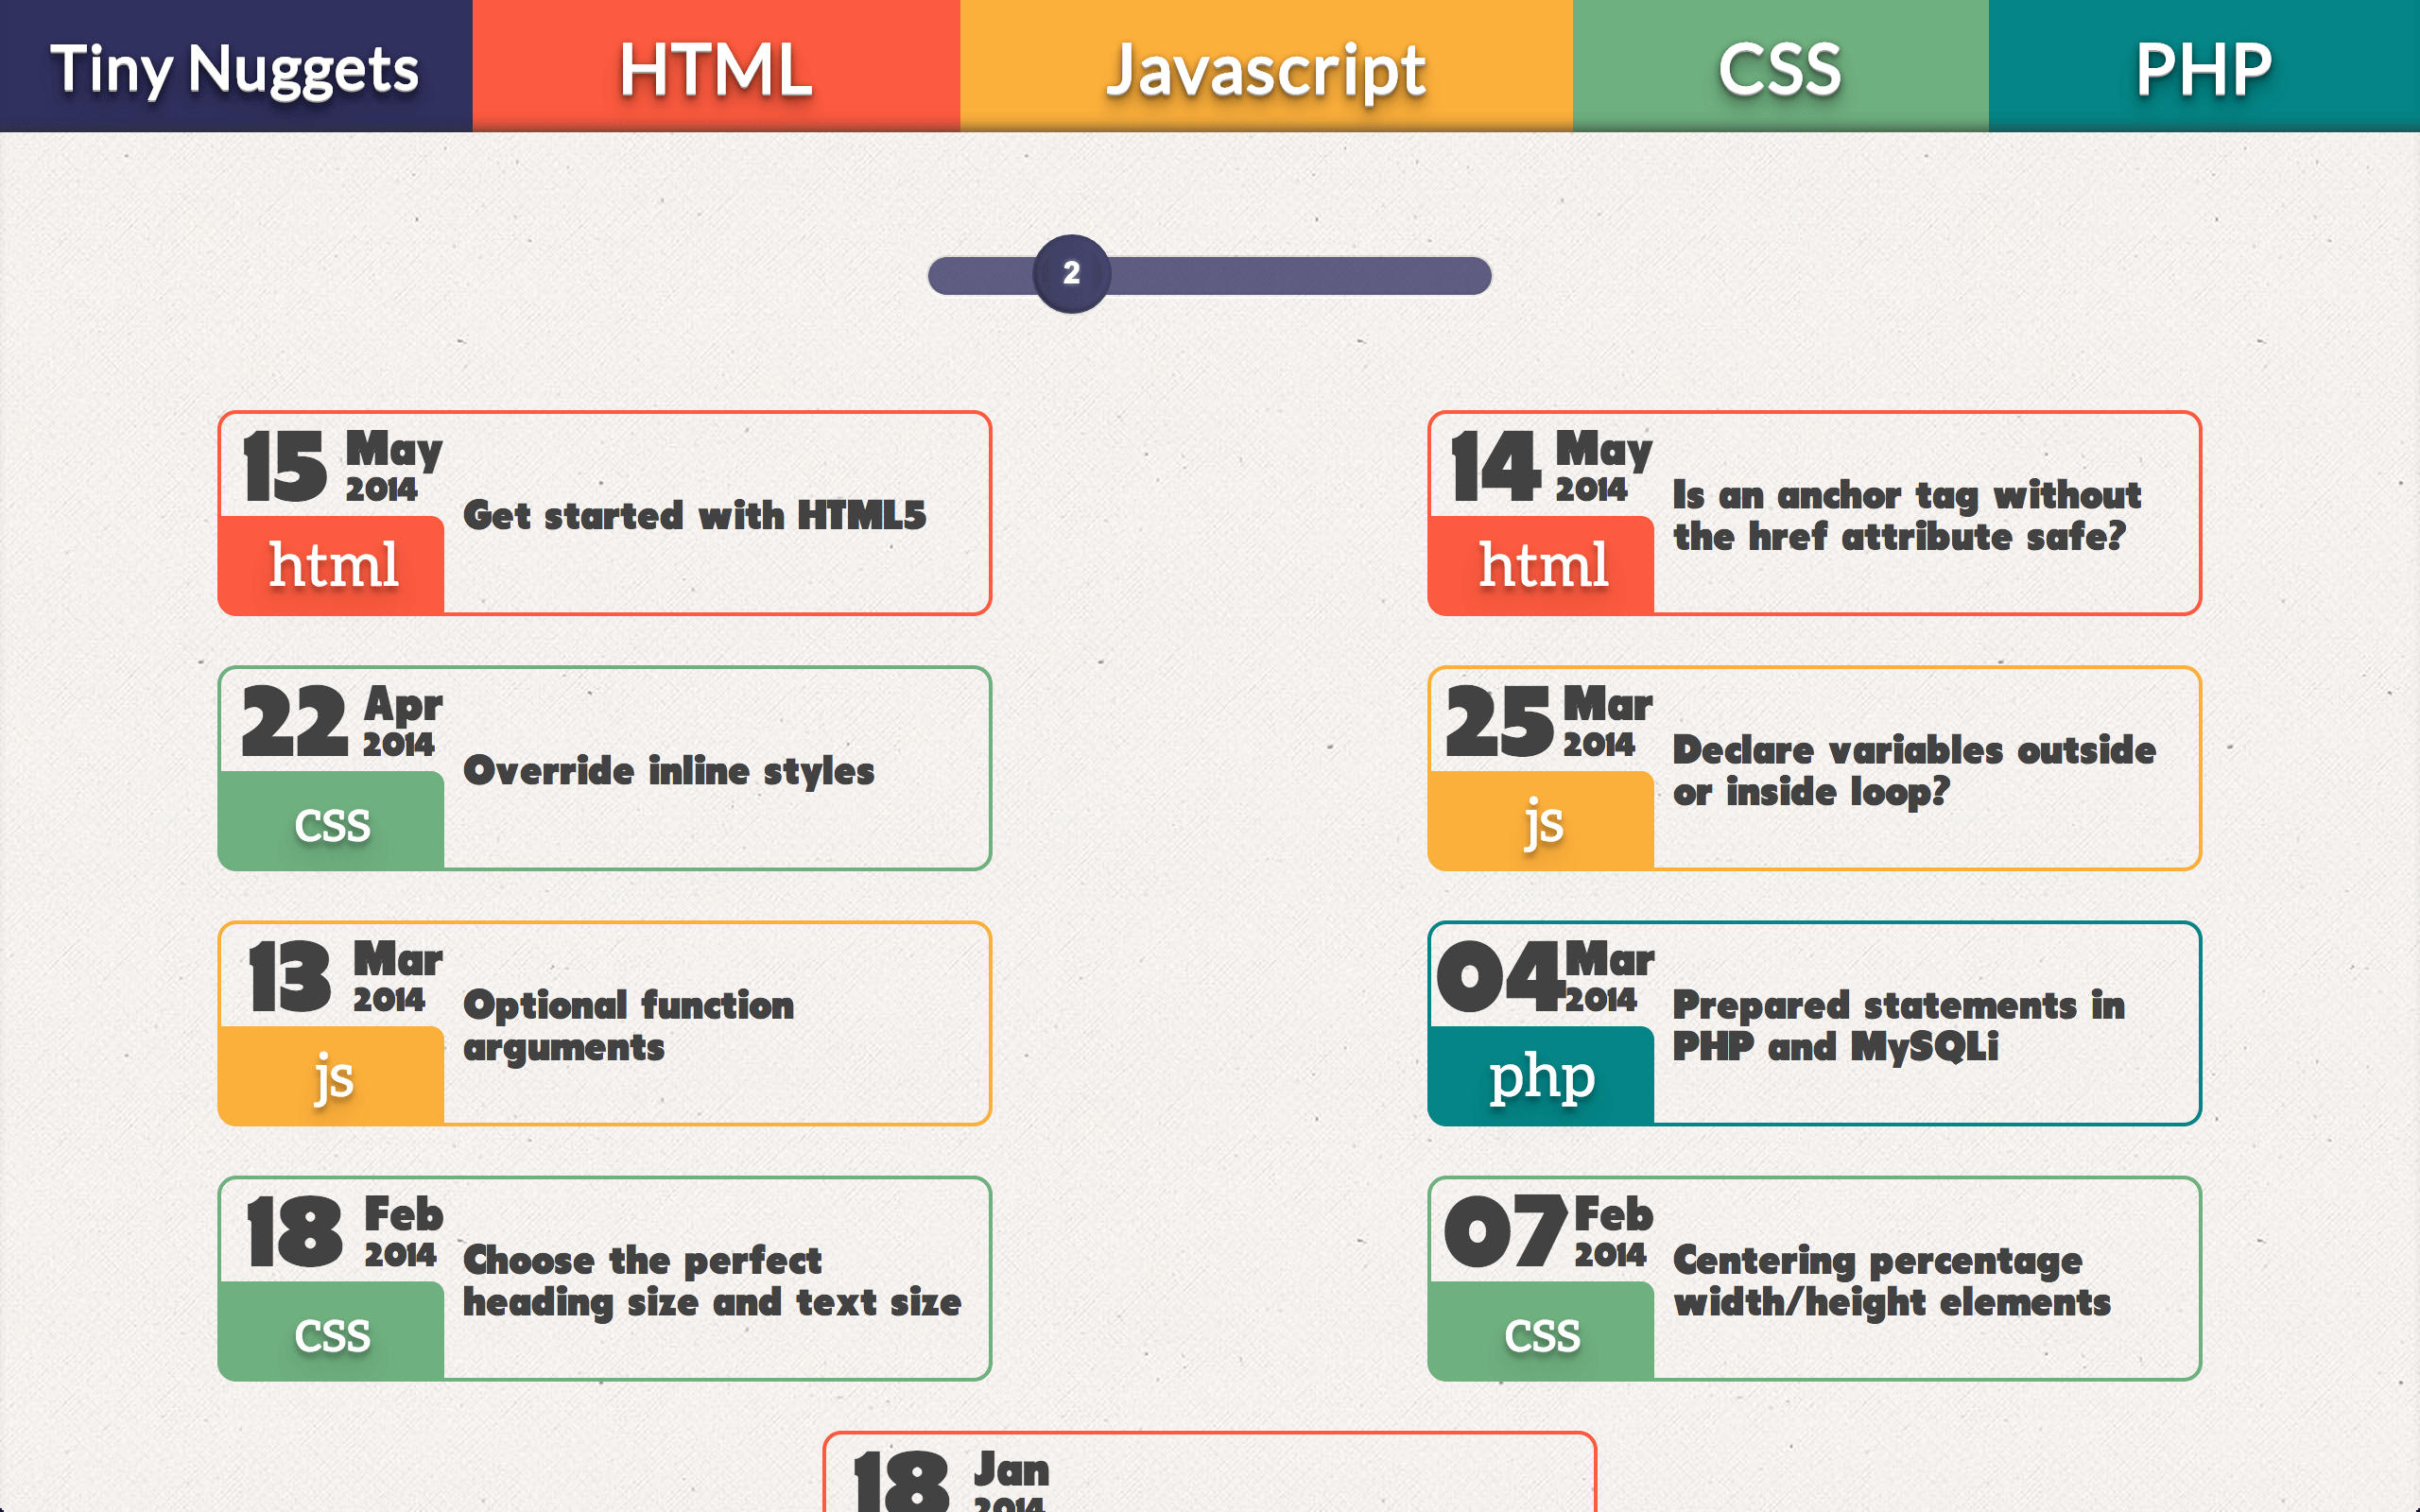 Tiny Nuggets HTML Javascript CSS PHP
2
15 May
2014
Get started with HTML5
html
14 May
2014
Is an anchor tag without
the href attribute safe?
html
22 Apr
2014
Override inline styles
css
25 Mar
2014
Declare variables outside
or inside loop?
js
13 Mar
2014
Optional function
arguments
js
04 Mar
2014
Prepared statements in
PHP and MySQLi
php
18 Feb
2014
Choose the perfect
heading size and text size
css
07 Feb
2014
Centering percentage
width/height elements
css
18 Jan
2014